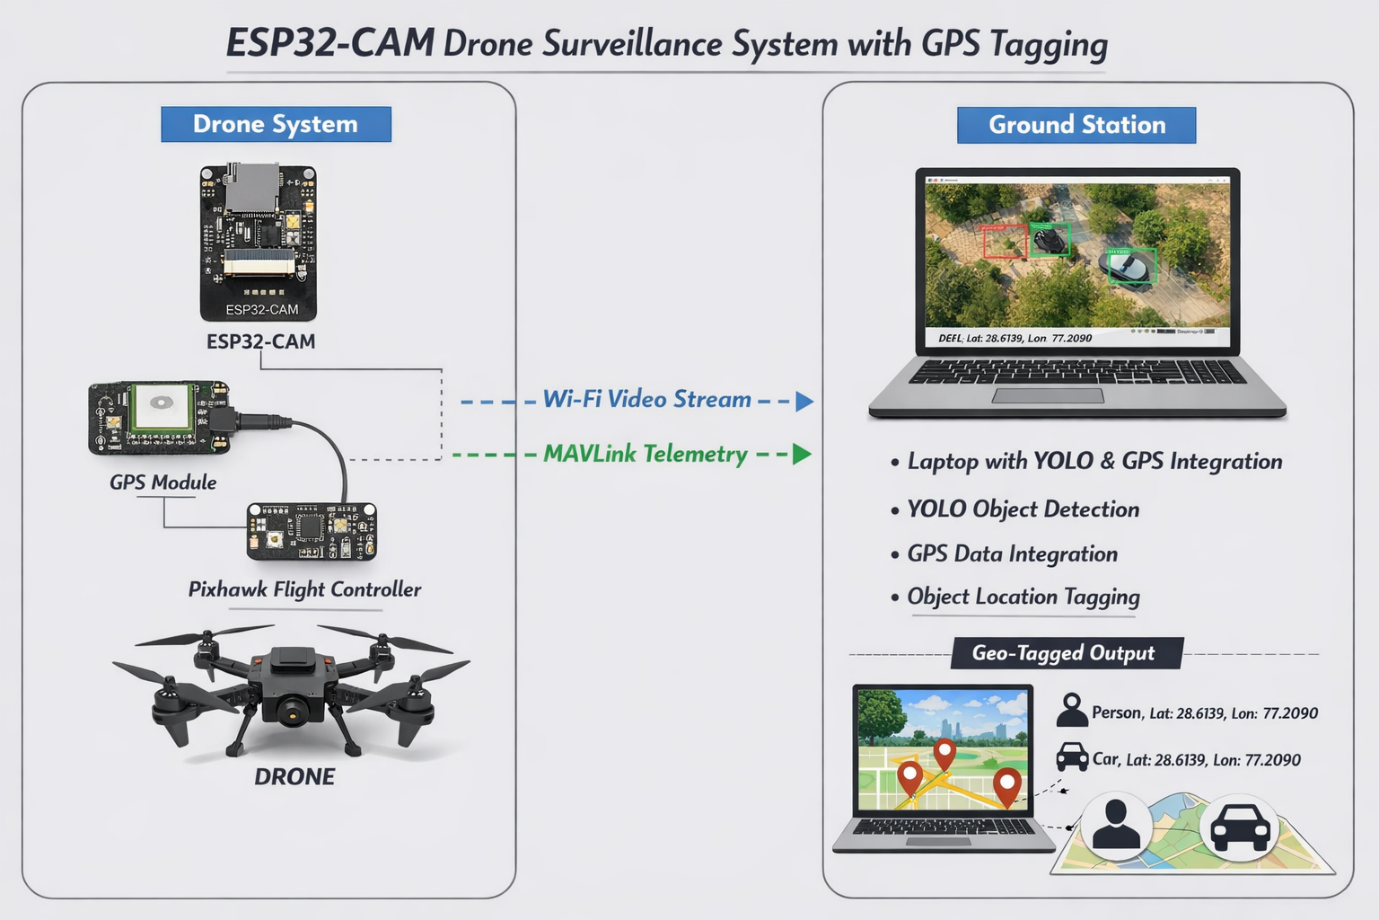 ESP32-CAM Drone Surveillance System with GPS Tagging
Drone System
ESP32-CAM
ESP32-CAM
GPS Module
Pixhawk Flight Controller
DRONE
Wi-Fi Video Stream
MAVLink Telemetry
Ground Station
DEFL, Lat: 28.6139, Lon. 77.2090
• Laptop with YOLO & GPS Integration
• YOLO Object Detection
• GPS Data Integration
• Object Location Tagging
Geo-Tagged Output
Person, Lat: 28.6139, Lon: 77.2090
Car, Lat: 28.6139, Lon: 77.2090